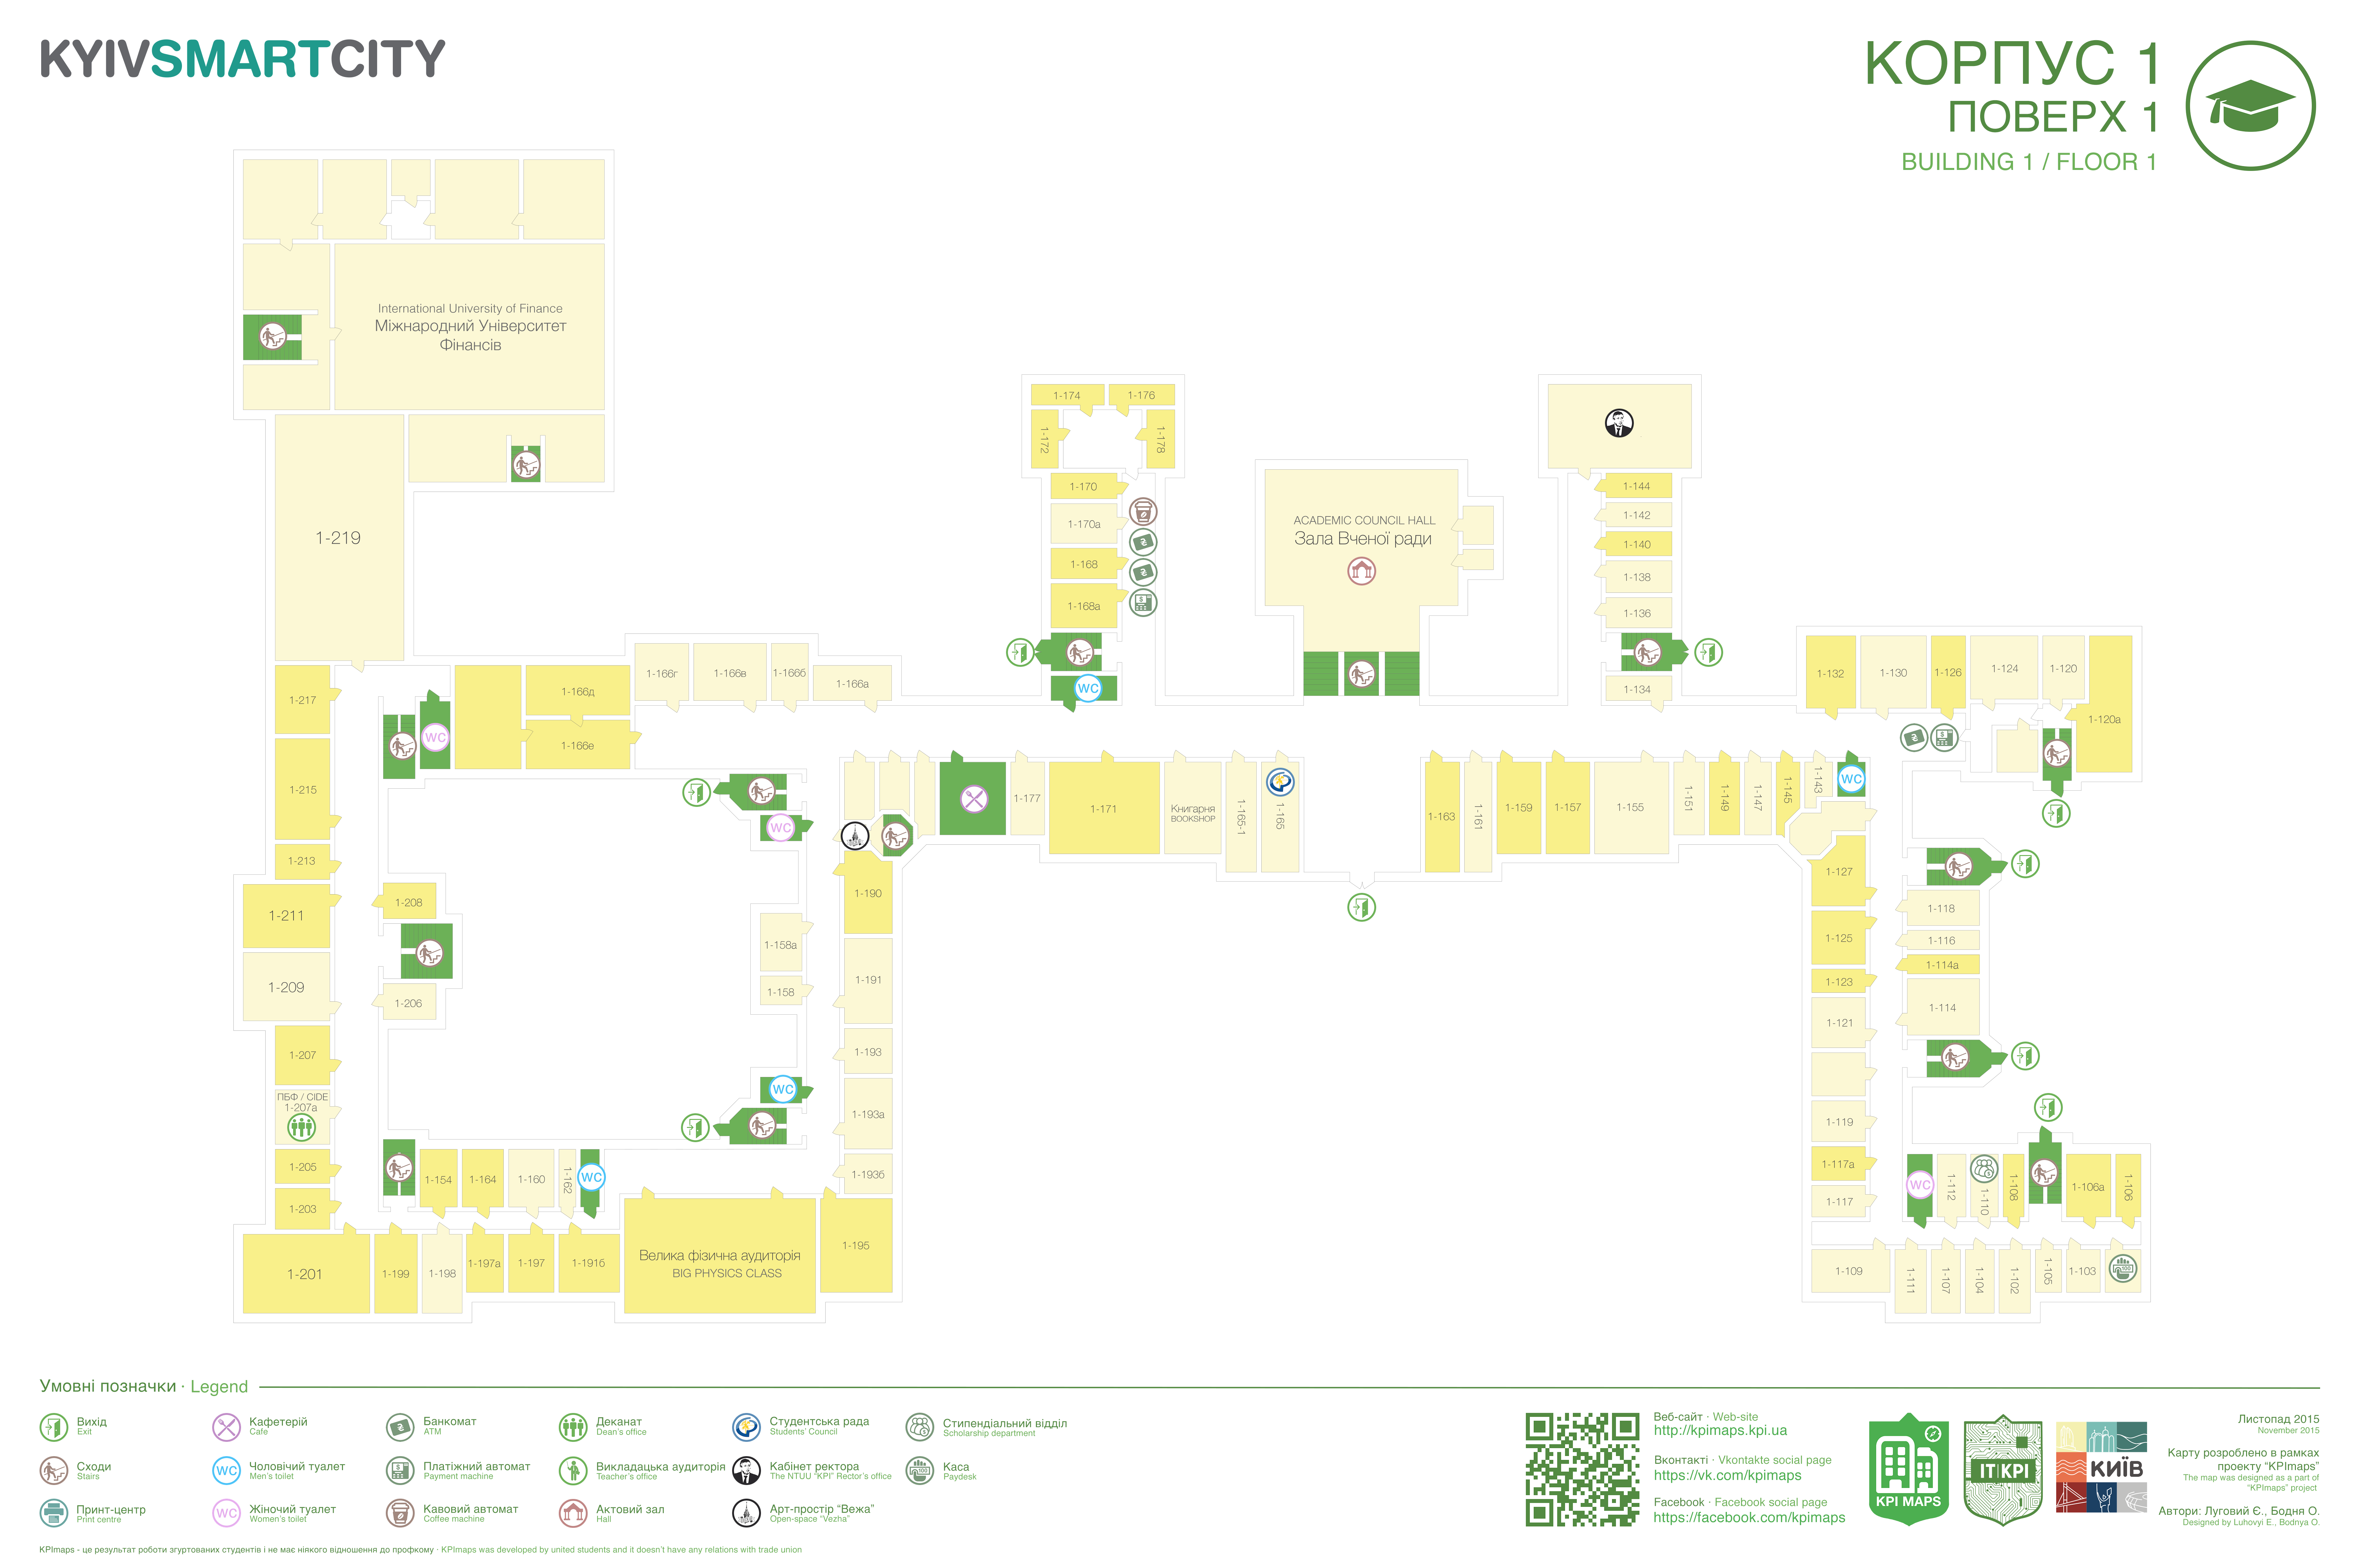 KYIVSMARTCITY
КОРПУС 1
ПОВЕРХ 1
BUILDING 1 / FLOOR 1
International University of Finance
Міжнародний Університет
Фінансів
1-219
1-174
1-176
1-172
1-178
1-170
1-170а
1-168
1-168а
WC
ACADEMIC COUNCIL HALL
Зала Вченої ради
1-144
1-142
1-140
1-138
1-136
1-134
1-132
1-130
1-126
1-124
1-120
1-120а
1-217
1-215
1-213
1-211
1-209
1-207
ПБФ / CIDE
1-207а
1-205
1-203
1-201
WC
1-166д
1-166е
1-166г
1-166в
1-166б
1-166а
WC
1-208
1-206
1-158а
1-158
WC
1-154
1-164
1-160
1-162
WC
1-199
1-198
1-197а
1-197
1-191б
Велика фізична аудиторія
BIG PHYSICS CLASS
1-195
1-190
1-191
1-193
1-193а
1-193б
1-177
1-171
Книгарня
BOOKSHOP
1-165-1
1-165
1-163
1-161
1-159
1-157
1-155
1-151
1-149
1-147
1-145
1-143
WC
1-127
1-125
1-123
1-121
1-119
1-117а
1-117
1-118
1-116
1-114а
1-114
WC
1-112
1-110
1-108
1-106а
1-106
1-109
1-111
1-107
1-104
1-102
1-105
1-103
Умовні позначки · Legend
Вихід
Exit
Сходи
Stairs
Принт-центр
Print centre
Кафетерій
Cafe
WC
Чоловічий туалет
Men's toilet
WC
Жіночий туалет
Women's toilet
Банкомат
ATM
Платіжний автомат
Payment machine
Кавовий автомат
Coffee machine
Деканат
Dean's office
Викладацька аудиторія
Teacher's office
Актовий зал
Hall
Студентська рада
Students' Council
Кабінет ректора
The NTUU "KPI" Rector's office
Арт-простір "Вежа"
Open-space "Vezha"
Стипендіальний відділ
Scholarship department
Каса
Paydesk
KPImaps - це результат роботи згуртованих студентів і не має ніякого відношення до профкому · KPImaps was developed by united students and it doesn't have any relations with trade union
Веб-сайт · Web-site
http://kpimaps.kpi.ua
Вконтакті · Vkontakte social page
https://vk.com/kpimaps
Facebook · Facebook social page
https://facebook.com/kpimaps
KPI MAPS
IT KPI
КИЇВ
Листопад 2015
November 2015
Карту розроблено в рамках
проекту "KPImaps"
The map was designed as a part of
"KPImaps" project
Автори: Луговий Є., Бодня О.
Designed by Luhovyi E., Bodnya O.